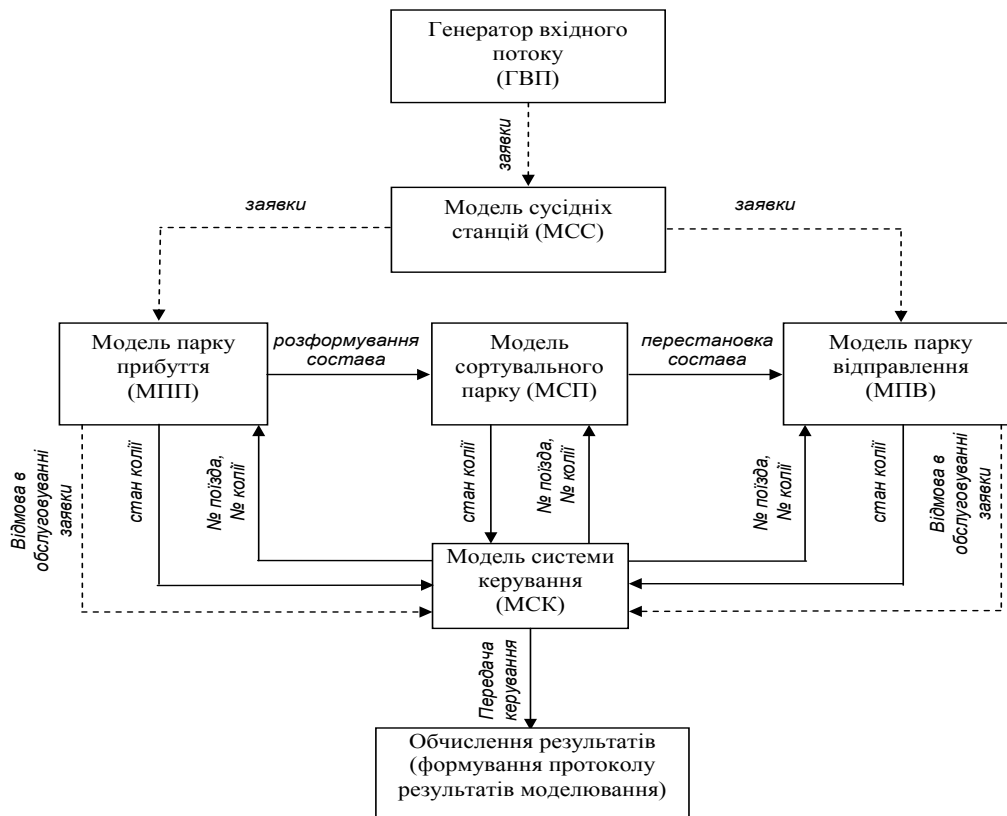 Генератор вхідного
потоку
(ГВП)
заявки
заявки
Модель сусідніх
станцій (МСС)
заявки
Модель парку
прибуття
(МПП)
розформування
состава
Модель
сортувального
парку (МСП)
перестановка
состава
Модель парку
відправлення
(МПВ)
Відмова в
обслуговуванні
заявки
стан колії
№ поїзда,
№ колії
стан колії
№ поїзда,
№ колії
№ поїзда,
№ колії
стан колії
Відмова в
обслуговуванні
заявки
Модель системи
керування
(МСК)
Передача
керування
Обчислення результатів
(формування протоколу
результатів моделювання)